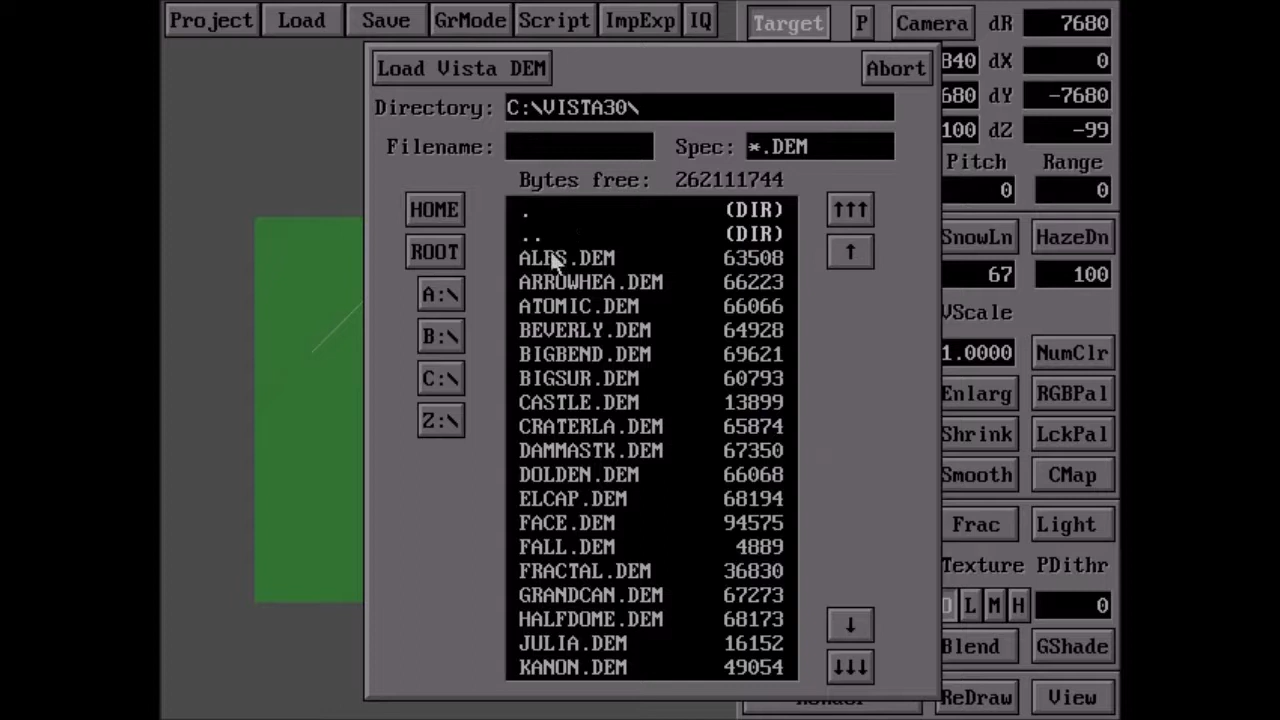 Project Load Save GrMode Script ImpExp IQ Target P Camera dR 7680
Load Vista DEM Abort 840 dX 0
Directory: C:\VISTA30\ 680 dY -7680
Filename: Spec: *.DEM 100 dZ -99
Bytes free: 262111744 Pitch Range
HOME . (DIR) ↑↑↑ 0 0
.. (DIR) SnowLn HazeDn
ROOT ALPS.DEM 63508 ↑
ARROWHEA.DEM 66223 67 100
A:\ ATOMIC.DEM 66066 VScale
B:\ BEVERLY.DEM 64928
BIGBEND.DEM 69621 1.0000 NumClr
C:\ BIGSUR.DEM 60793 Enlarg RGBPal
CASTLE.DEM 13899
Z:\ CRATERLA.DEM 65874 Shrink LckPal
DAMMASTK.DEM 67350
DOLDEN.DEM 66068 Smooth CMap
ELCAP.DEM 68194
FACE.DEM 94575 Frac Light
FALL.DEM 4889
FRACTAL.DEM 36830 Texture PDithr
GRANDCAN.DEM 67273 L M H 0
HALFDOME.DEM 68173 ↓
JULIA.DEM 16152 Blend GShade
KANON.DEM 49054 ↓↓↓
ReDraw View